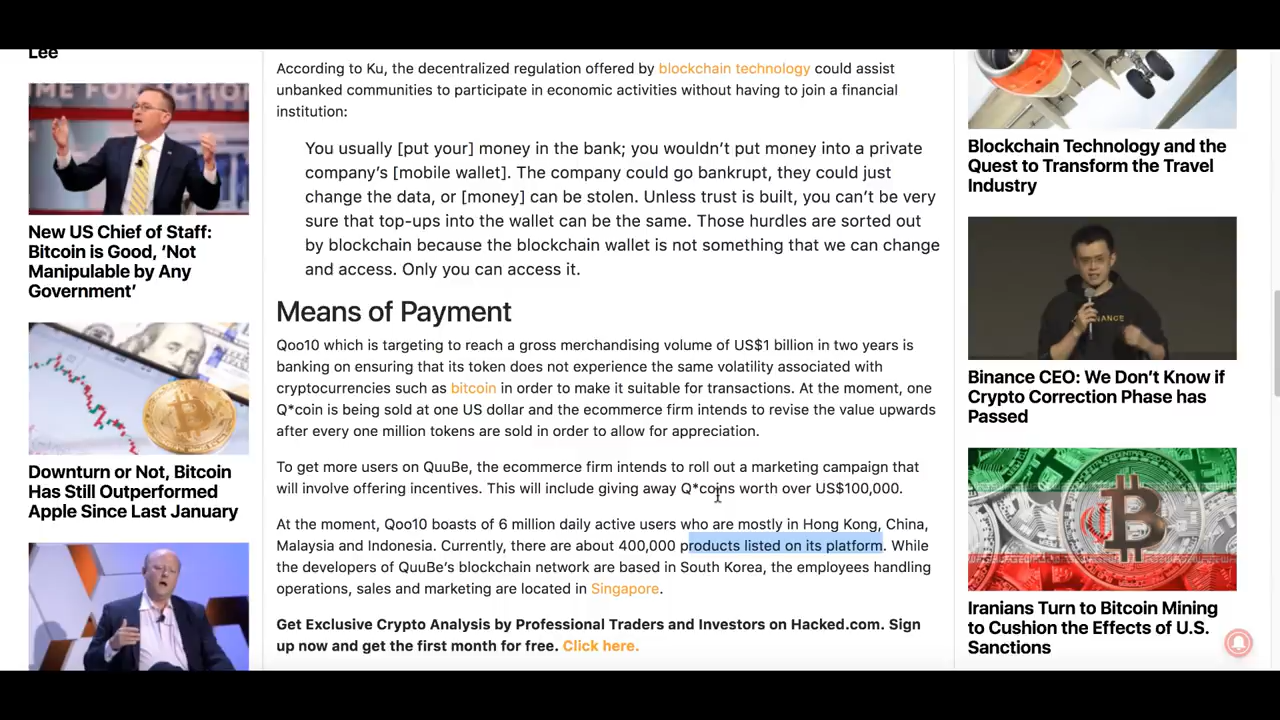 Lee
New US Chief of Staff:
Bitcoin is Good, ‘Not
Manipulable by Any
Government’
Downturn or Not, Bitcoin
Has Still Outperformed
Apple Since Last January
According to Ku, the decentralized regulation offered by blockchain technology could assist
unbanked communities to participate in economic activities without having to join a financial
institution:
You usually [put your] money in the bank; you wouldn’t put money into a private
company’s [mobile wallet]. The company could go bankrupt, they could just
change the data, or [money] can be stolen. Unless trust is built, you can’t be very
sure that top-ups into the wallet can be the same. Those hurdles are sorted out
by blockchain because the blockchain wallet is not something that we can change
and access. Only you can access it.
Means of Payment
Qoo10 which is targeting to reach a gross merchandising volume of US$1 billion in two years is
banking on ensuring that its token does not experience the same volatility associated with
cryptocurrencies such as bitcoin in order to make it suitable for transactions. At the moment, one
Q*coin is being sold at one US dollar and the ecommerce firm intends to revise the value upwards
after every one million tokens are sold in order to allow for appreciation.
To get more users on QuuBe, the ecommerce firm intends to roll out a marketing campaign that
will involve offering incentives. This will include giving away Q*coins worth over US$100,000.
At the moment, Qoo10 boasts of 6 million daily active users who are mostly in Hong Kong, China,
Malaysia and Indonesia. Currently, there are about 400,000 products listed on its platform. While
the developers of QuuBe’s blockchain network are based in South Korea, the employees handling
operations, sales and marketing are located in Singapore.
Get Exclusive Crypto Analysis by Professional Traders and Investors on Hacked.com. Sign
up now and get the first month for free. Click here.
Blockchain Technology and the
Quest to Transform the Travel
Industry
Binance CEO: We Don’t Know if
Crypto Correction Phase has
Passed
Iranians Turn to Bitcoin Mining
to Cushion the Effects of U.S.
Sanctions